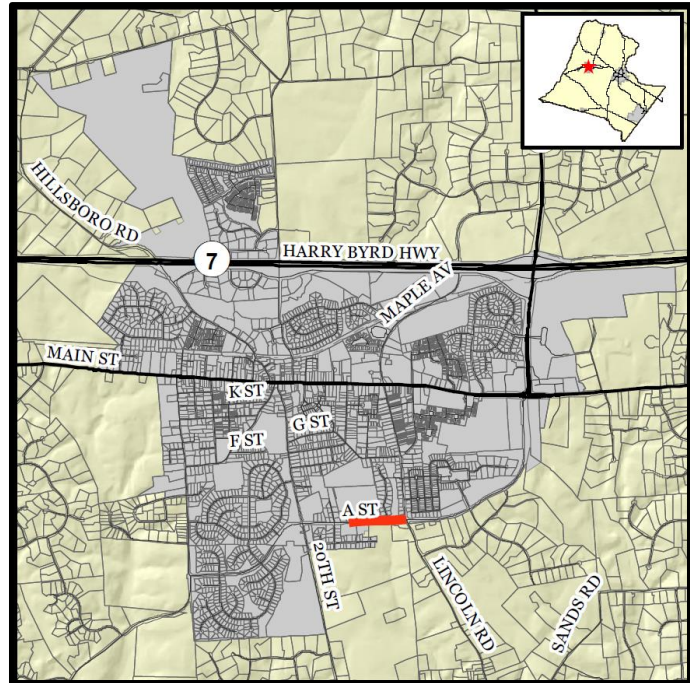 HILLSBORO RD
7
HARRY BYRD HWY
MAPLE AV
MAIN ST
K ST
F ST
G ST
A ST
20TH ST
LINCOLN RD
SANDS RD